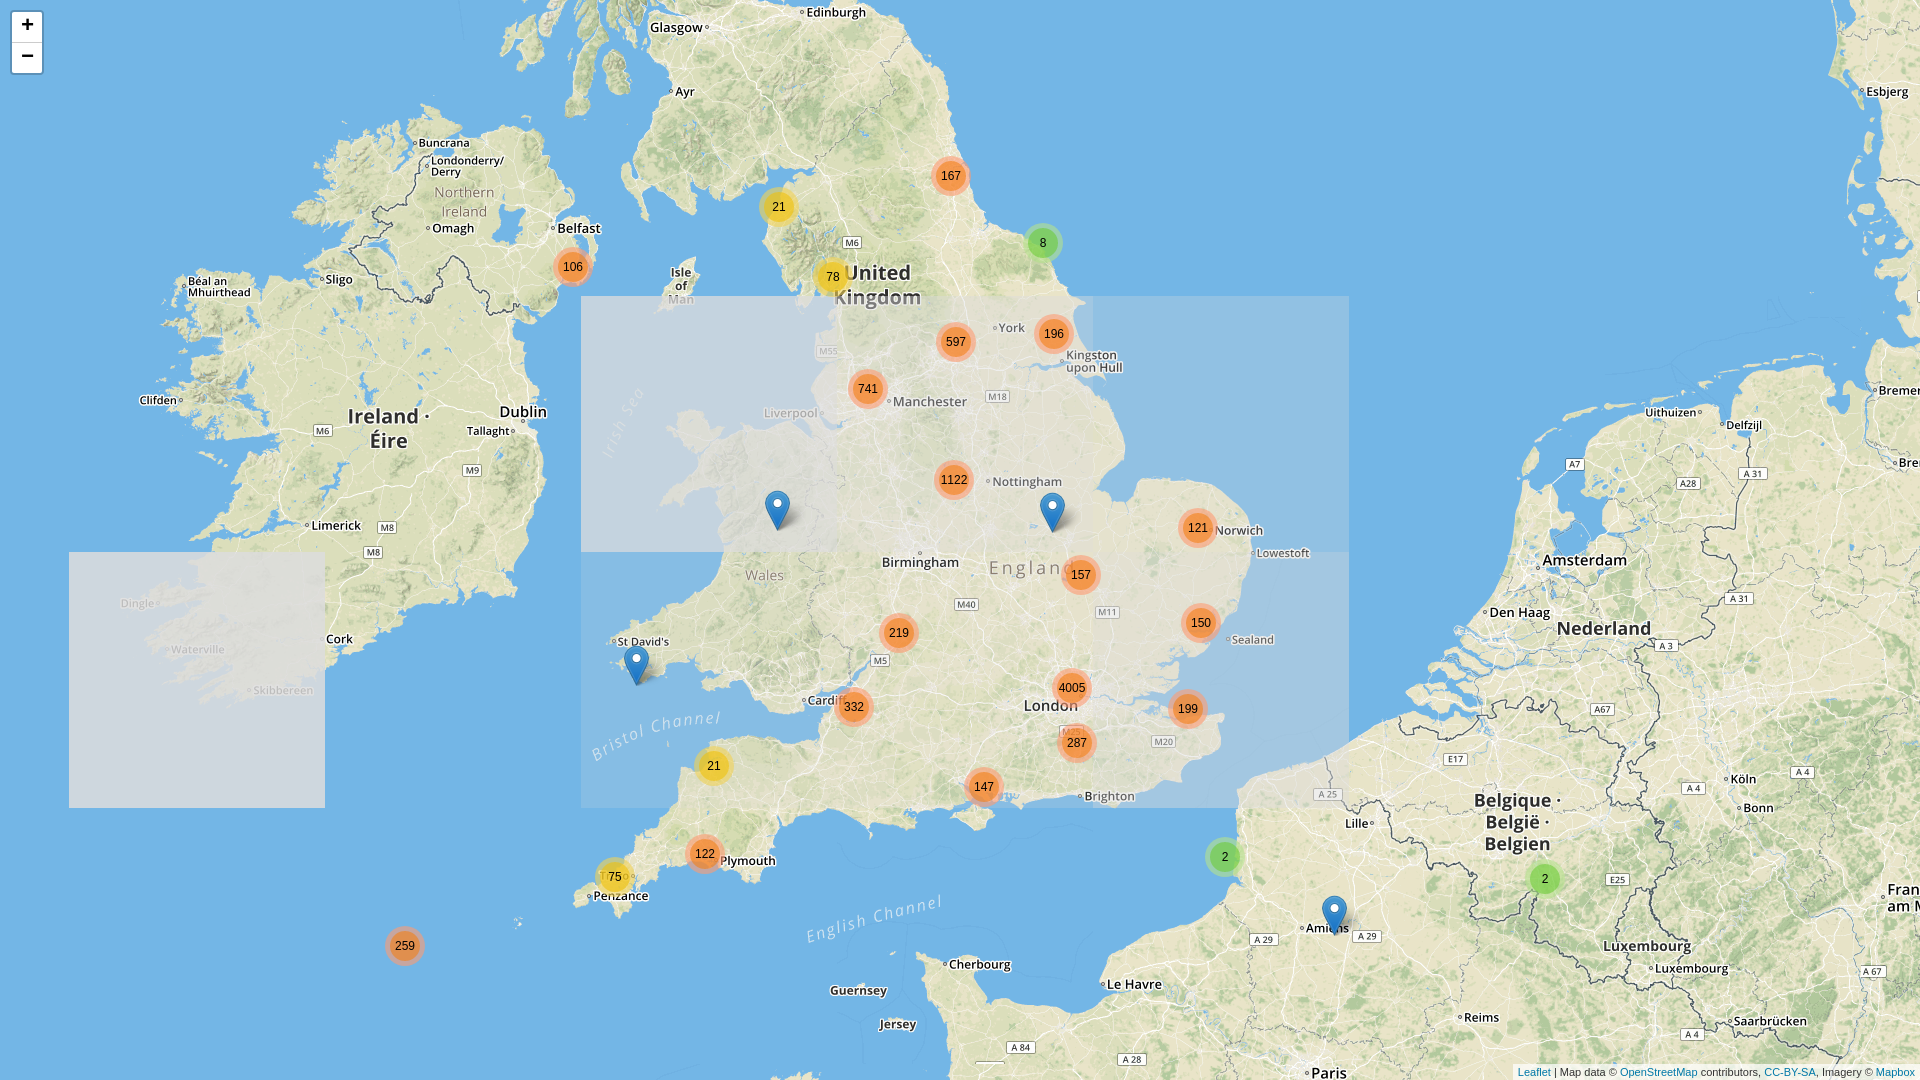 +
−
Edinburgh
Glasgow
Ayr
Esbjerg
Buncrana
Londonderry/
Derry
Northern
Ireland
Omagh
Belfast
Sligo
Béal an
Mhuirthead
Isle
of
Man
167
21
8
106
78
M6
United
Kingdom
York
196
Kingston
upon Hull
597
M55
741
Manchester
M18
Liverpool
Irish Sea
Clifden
Ireland ·
Éire
Dublin
Tallaght
M6
M9
Limerick
M8
M8
Cork
Dingle
Waterville
Skibbereen
1122
Nottingham
121
Norwich
Lowestoft
Birmingham
England
157
Wales
M40
M11
150
Sealand
219
M5
St David's
Cardiff
332
4005
London
199
287
M20
Bristol Channel
21
147
Brighton
122
Plymouth
75
Penzance
259
English Channel
2
Guernsey
Jersey
Cherbourg
Le Havre
A 84
A 28
A 29
Amiens
A 29
Reims
Paris
A 25
Lille
E17
Belgique ·
België ·
Belgien
2
E25
Luxembourg
Luxembourg
Saarbrücken
A 4
A 67
Köln
Bonn
A 4
A 4
A67
A 3
Nederland
Den Haag
Amsterdam
A 31
A28
A 31
A7
Uithuizen
Delfzijl
Bremer
Bre
Fran
am M
Leaflet | Map data © OpenStreetMap contributors, CC-BY-SA, Imagery © Mapbox